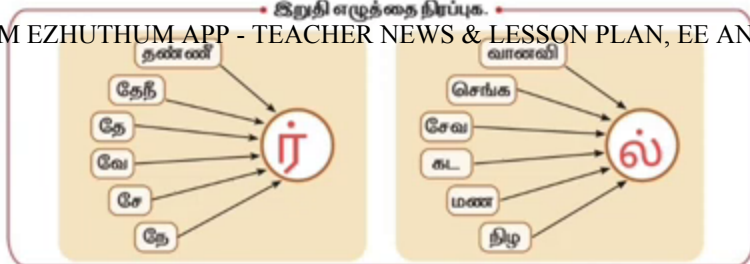 இறுதி எழுத்தை நிரப்புக.
M EZHUTHUM APP - TEACHER NEWS & LESSON PLAN, EE AN
தண்ணீ
தேநீ
தே
வே
சே
நே
ர்
வானவி
செங்க
சேவ
கட
மண
நிழ
ல்